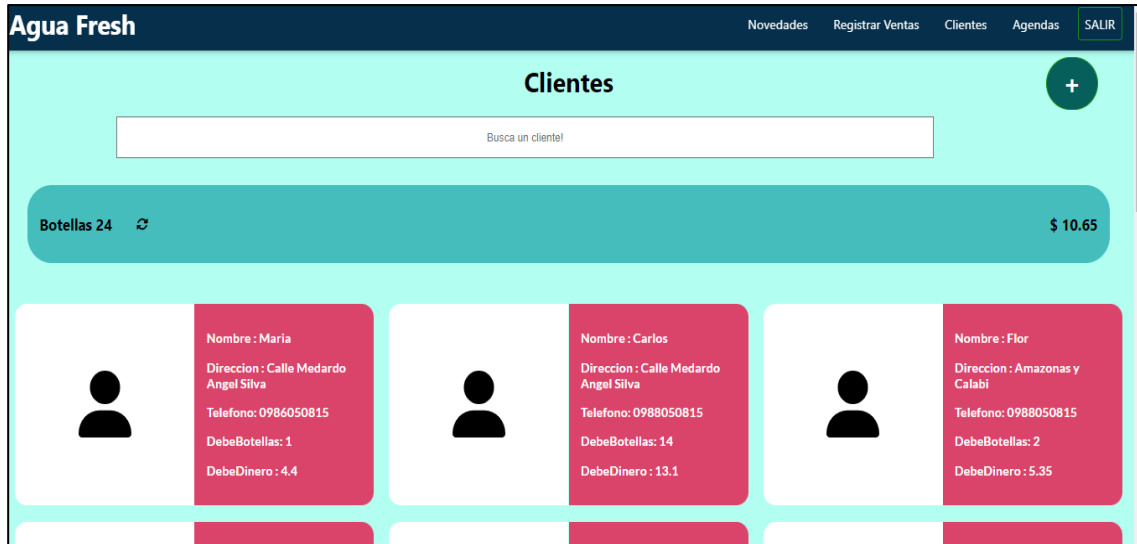 Agua Fresh
Novedades
Registrar Ventas
Clientes
Agendas
SALIR
Clientes
+
Busca un cliente!
Botellas 24
$ 10.65
Nombre : Maria
Direccion : Calle Medardo
Angel Silva
Telefono: 0986050815
DebeBotellas: 1
DebeDinero : 4.4
Nombre : Carlos
Direccion : Calle Medardo
Angel Silva
Telefono: 0988050815
DebeBotellas: 14
DebeDinero : 13.1
Nombre : Flor
Direccion : Amazonas y
Calabi
Telefono: 0988050815
DebeBotellas: 2
DebeDinero : 5.35